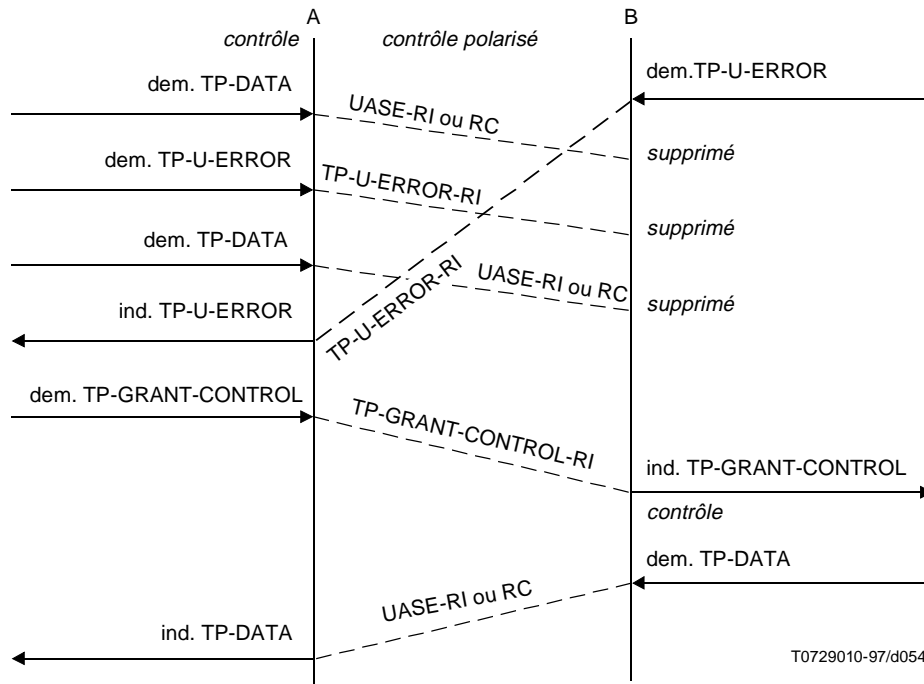 A
B
contrôle
contrôle polarisé
dem. TP-DATA
dem.TP-U-ERROR
UASE-RI ou RC
supprimé
dem. TP-U-ERROR
TP-U-ERROR-RI
supprimé
dem. TP-DATA
UASE-RI ou RC
supprimé
ind. TP-U-ERROR
TP-U-ERROR-RI
dem. TP-GRANT-CONTROL
TP-GRANT-CONTROL-RI
ind. TP-GRANT-CONTROL
contrôle
dem. TP-DATA
UASE-RI ou RC
ind. TP-DATA
T0729010-97/d054